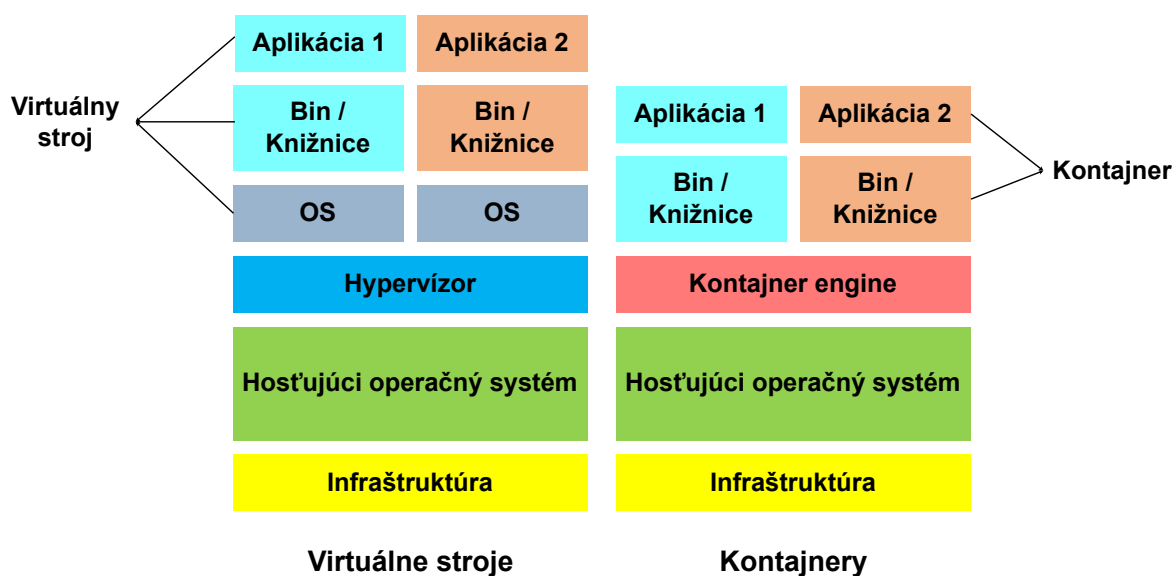 Virtuálny
stroj
Aplikácia 1
Aplikácia 2
Bin /
Knižnice
Bin /
Knižnice
OS
OS
Hypervízor
Hosťujúci operačný systém
Infraštruktúra
Virtuálne stroje
Aplikácia 1
Aplikácia 2
Bin /
Knižnice
Bin /
Knižnice
Kontajner
Kontajner engine
Hosťujúci operačný systém
Infraštruktúra
Kontajnery